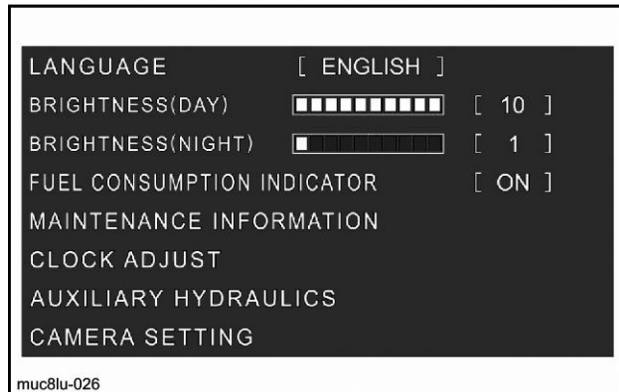 LANGUAGE [ ENGLISH ]
BRIGHTNESS(DAY) [ 10 ]
BRIGHTNESS(NIGHT) [ 1 ]
FUEL CONSUMPTION INDICATOR [ ON ]
MAINTENANCE INFORMATION
CLOCK ADJUST
AUXILIARY HYDRAULICS
CAMERA SETTING
muc8lu-026